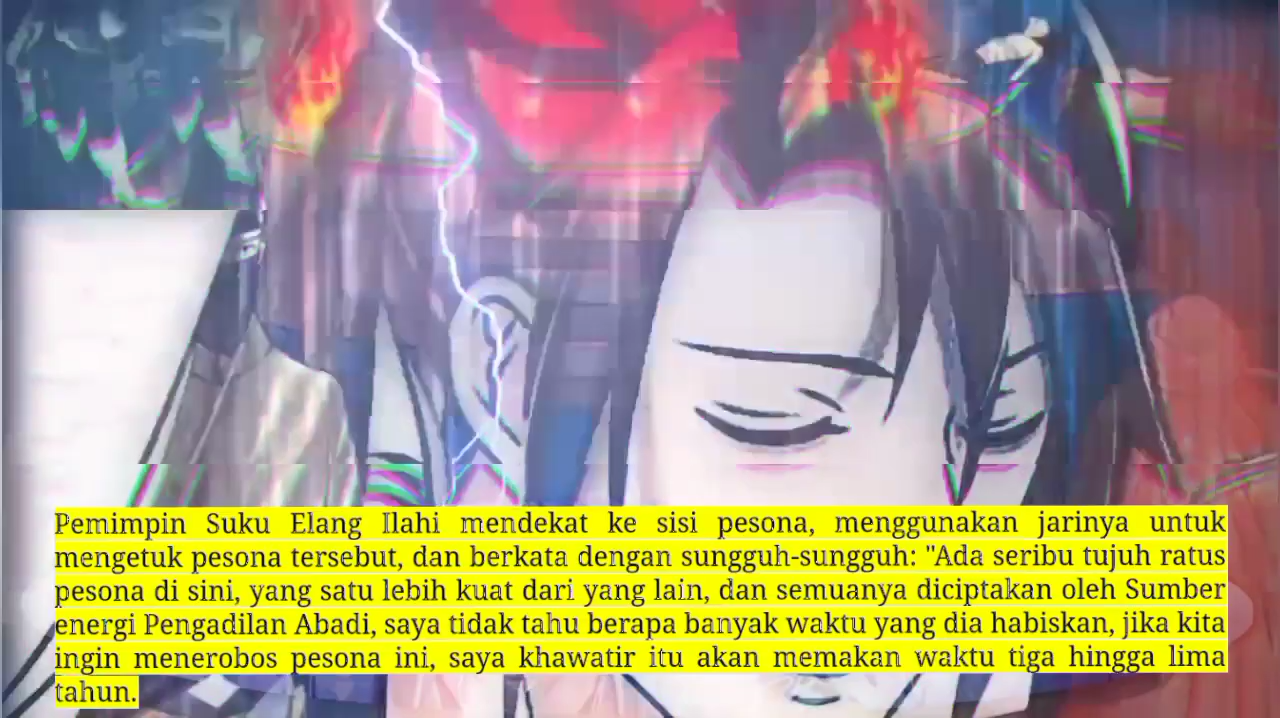 Pemimpin Suku Elang Ilahi mendekat ke sisi pesona, menggunakan jarinya untuk
mengetuk pesona tersebut, dan berkata dengan sungguh-sungguh: "Ada seribu tujuh ratus
pesona di sini, yang satu lebih kuat dari yang lain, dan semuanya diciptakan oleh Sumber
energi Pengadilan Abadi, saya tidak tahu berapa banyak waktu yang dia habiskan, jika kita
ingin menerobos pesona ini, saya khawatir itu akan memakan waktu tiga hingga lima
tahun.